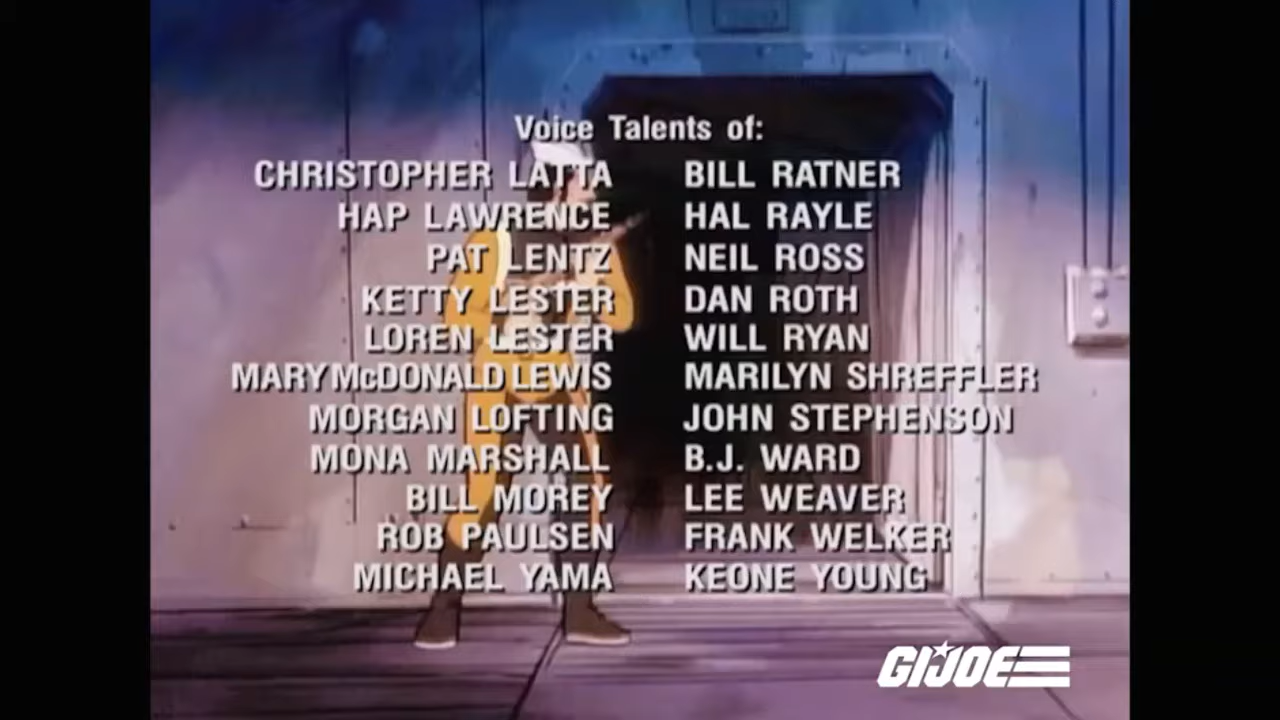 Voice Talents of:
CHRISTOPHER LATTA BILL RATNER
HAP LAWRENCE HAL RAYLE
PAT LENTZ NEIL ROSS
KETTY LESTER DAN ROTH
LOREN LESTER WILL RYAN
MARY McDONALD LEWIS MARILYN SHREFFLER
MORGAN LOFTING JOHN STEPHENSON
MONA MARSHALL B.J. WARD
BILL MOREY LEE WEAVER
ROB PAULSEN FRANK WELKER
MICHAEL YAMA KEONE YOUNG
GIJOE